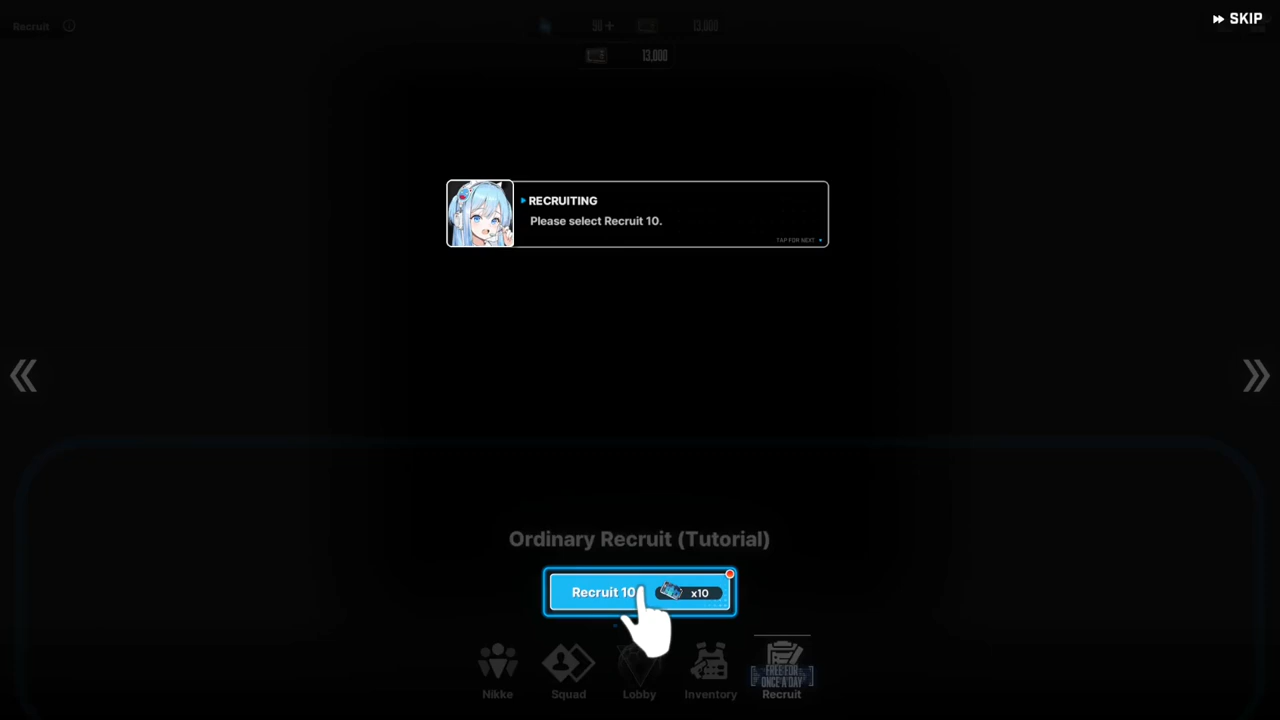 Recruit
98 +
13,000
SKIP
13,000
RECRUITING
Please select Recruit 10.
TAP FOR NEXT
Ordinary Recruit (Tutorial)
Recruit 10
x10
FREE FOR
ONCE A DAY
Nikke
Squad
Lobby
Inventory
Recruit